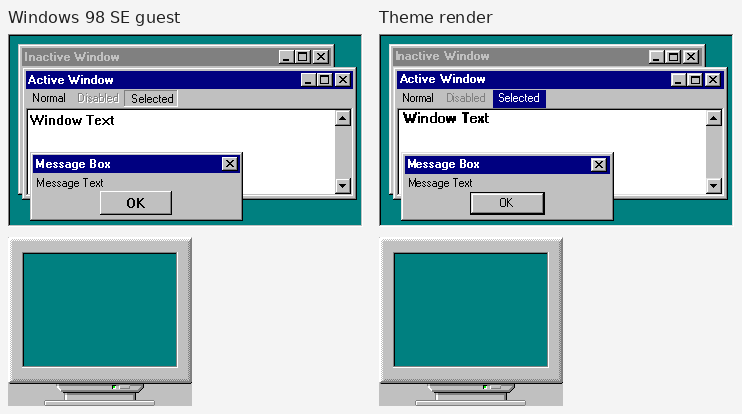 Windows 98 SE guest
Theme render
Inactive Window
Active Window
Normal Disabled Selected
Window Text
Message Box
Message Text
OK
Inactive Window
Active Window
Normal Disabled Selected
Window Text
Message Box
Message Text
OK